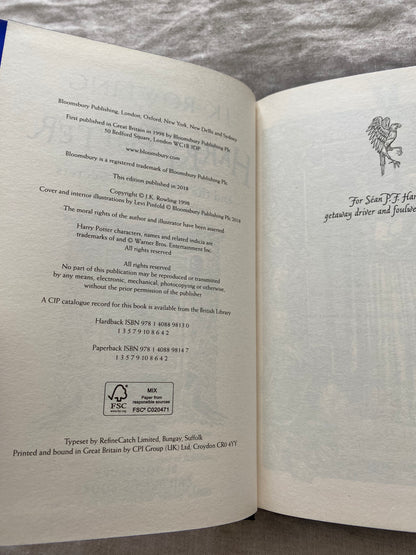 Bloomsbury Publishing, London, Oxford, New York, New Delhi and Sydney
First published in Great Britain in 1998 by Bloomsbury Publishing Plc
50 Bedford Square, London WC1B 3DP
www.bloomsbury.com
Bloomsbury is a registered trademark of Bloomsbury Publishing Plc
This edition published in 2018
Copyright © J.K. Rowling 1998
Cover and interior illustrations by Levi Pinfold © Bloomsbury Publishing Plc 2018
The moral rights of the author and illustrator have been asserted
Harry Potter characters, names and related indicia are
trademarks of and © Warner Bros. Entertainment Inc.
All rights reserved
All rights reserved
No part of this publication may be reproduced or transmitted
by any means, electronic, mechanical, photocopying or otherwise,
without the prior permission of the publisher
A CIP catalogue record for this book is available from the British Library
Hardback ISBN 978 1 4088 9813 0
1 3 5 7 9 10 8 6 4 2
Paperback ISBN 978 1 4088 9814 7
1 3 5 7 9 10 8 6 4 2
FSC
www.fsc.org
MIX
Paper from
responsible sources
FSC® C020471
Typeset by RefineCatch Limited, Bungay, Suffolk
Printed and bound in Great Britain by CPI Group (UK) Ltd, Croydon CR0 4YY
For Seán P.F. Har
getaway driver and foulwe